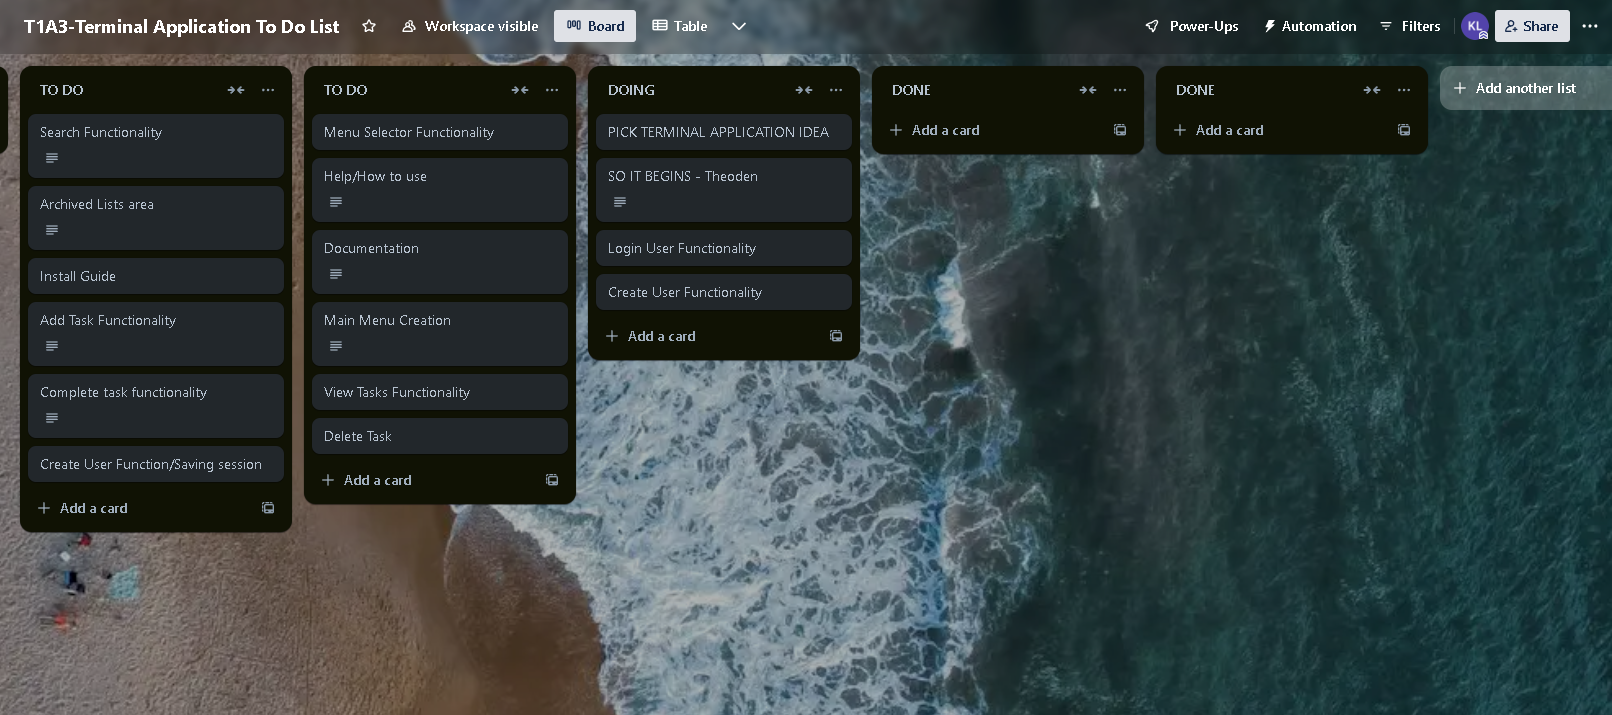 T1A3-Terminal Application To Do List
Workspace visible
Board
Table
Power-Ups
Automation
Filters
KL
Share
TO DO
Search Functionality
Archived Lists area
Install Guide
Add Task Functionality
Complete task functionality
Create User Function/Saving session
Add a card
TO DO
Menu Selector Functionality
Help/How to use
Documentation
Main Menu Creation
View Tasks Functionality
Delete Task
Add a card
DOING
PICK TERMINAL APPLICATION IDEA
SO IT BEGINS - Theoden
Login User Functionality
Create User Functionality
Add a card
DONE
Add a card
DONE
Add a card
Add another list